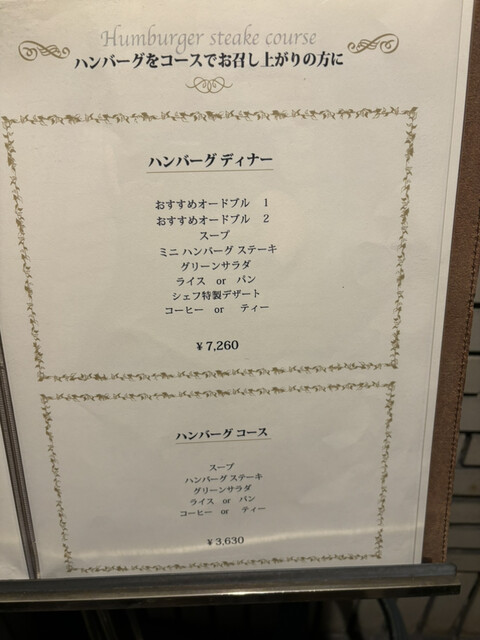 Humburger steake course
ハンバーグをコースでお召し上がりの方に
ハンバーグ ディナー
おすすめオードブル 1
おすすめオードブル 2
スープ
ミニ ハンバーグ ステーキ
グリーンサラダ
ライス or パン
シェフ特製デザート
コーヒー or ティー
¥7,260
ハンバーグ コース
スープ
ハンバーグ ステーキ
グリーンサラダ
ライス or パン
コーヒー or ティー
¥3,630